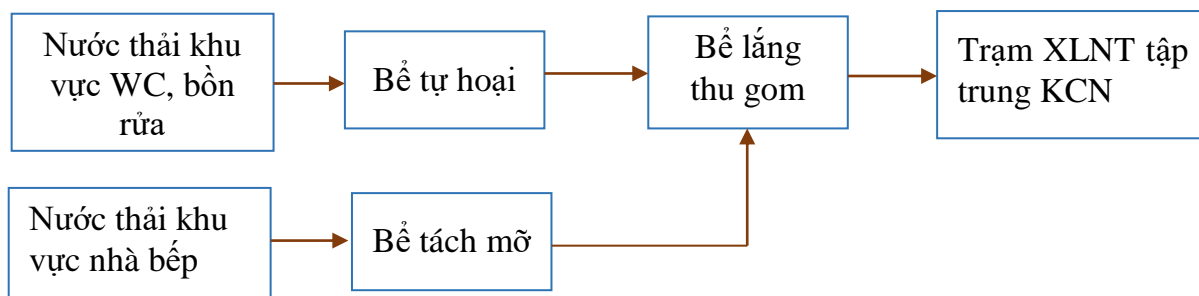 Nước thải khu
vực WC, bồn
rửa
Bể tự hoại
Bể lắng
thu gom
Trạm XLNT tập
trung KCN
Nước thải khu
vực nhà bếp
Bể tách mỡ